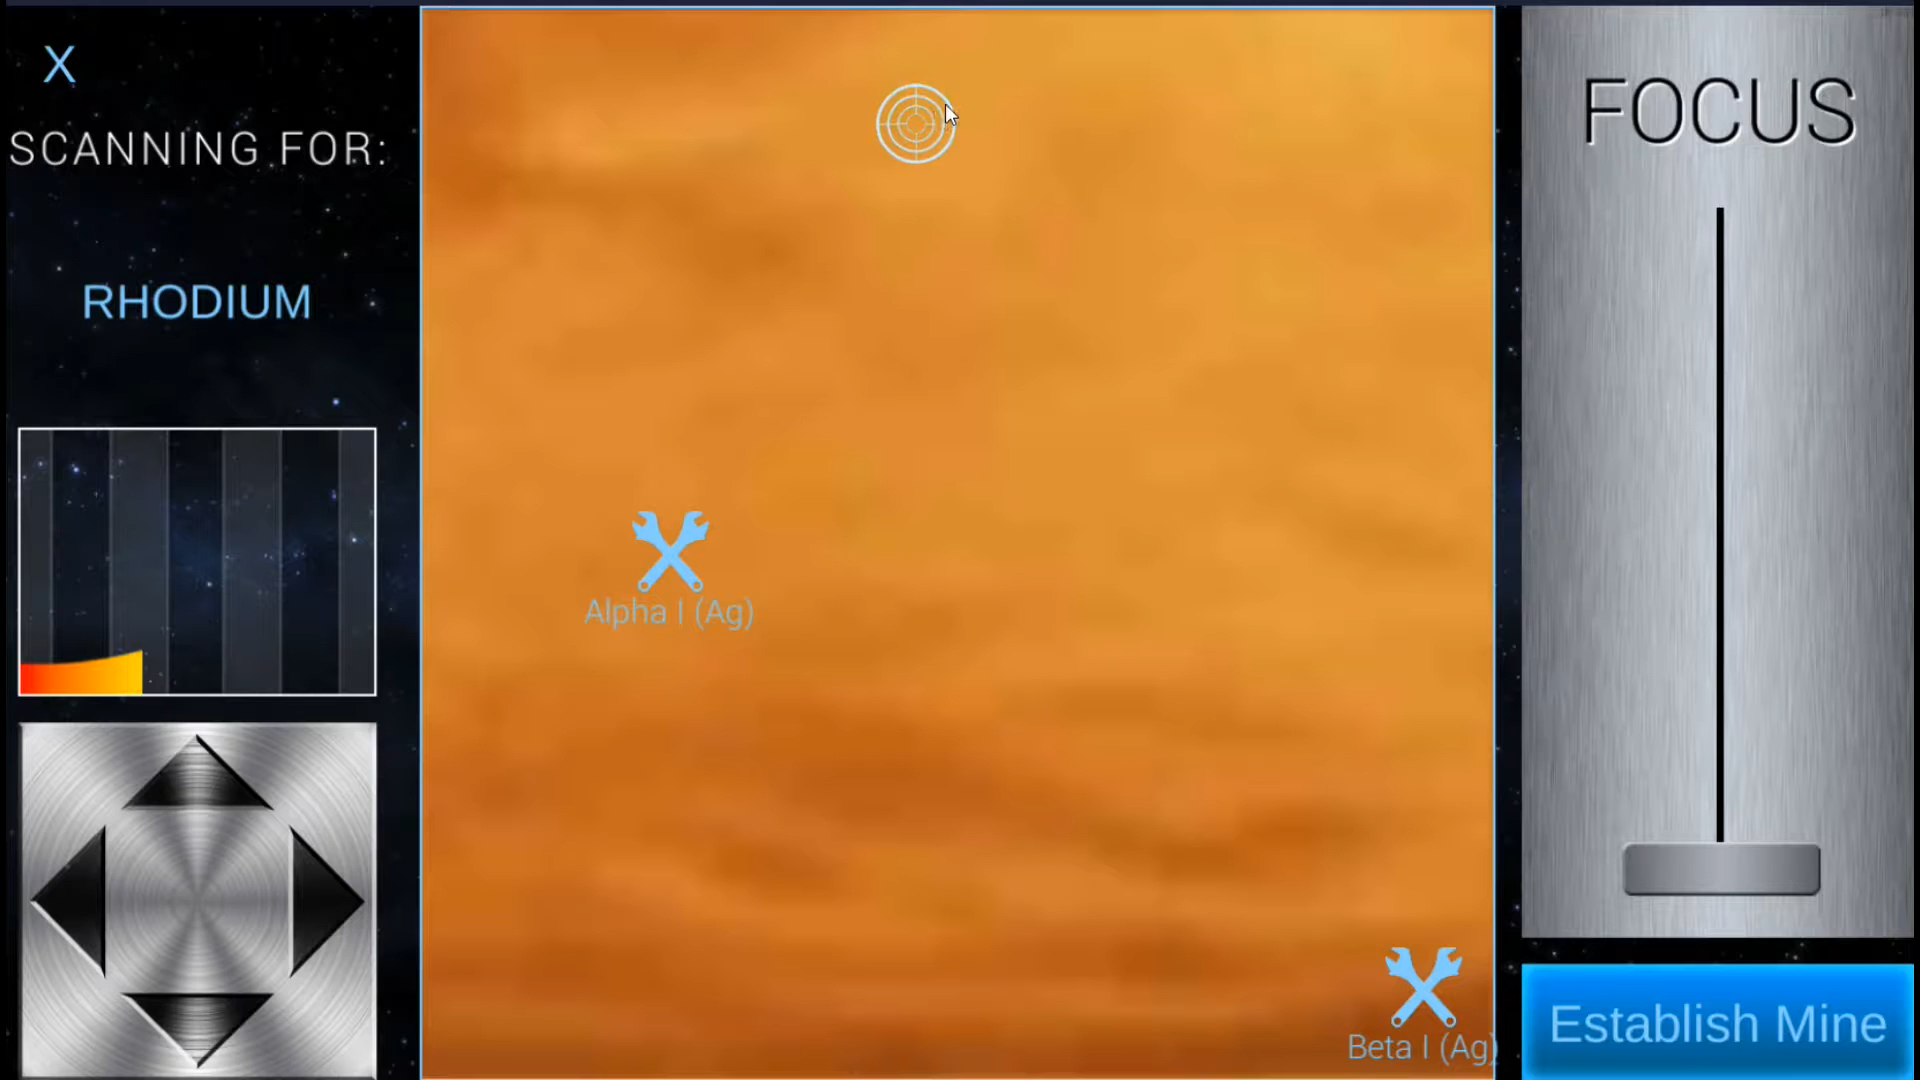 X
SCANNING FOR:
RHODIUM
Alpha I (Ag)
Beta I (Ag)
FOCUS
Establish Mine